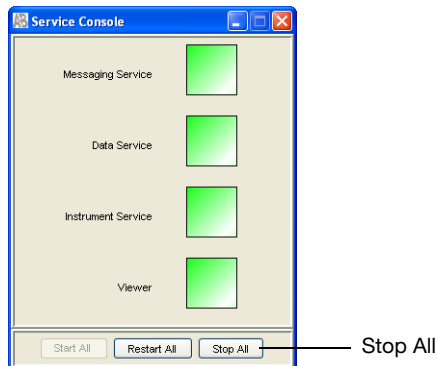 Service Console
Messaging Service
Data Service
Instrument Service
Viewer
Start All Restart All Stop All Stop All